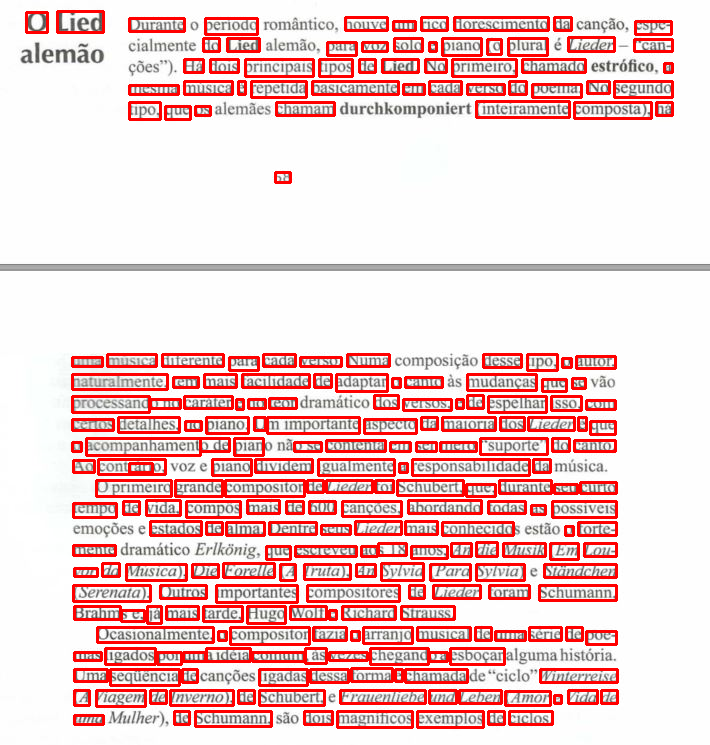 O Lied
alemão
Durante o período romântico, houve um rico florescimento da canção, espe-
cialmente do Lied alemão, para voz solo e piano (o plural é Lieder – “can-
ções”). Há dois principais tipos de Lied. No primeiro, chamado estrófico, a
mesma música é repetida basicamente em cada verso do poema. No segundo
tipo, que os alemães chamam durchkomponiert (inteiramente composta), há
68
uma música diferente para cada verso. Numa composição desse tipo, o autor,
naturalmente, tem mais facilidade de adaptar o canto às mudanças que se vão
processando no caráter e no teor dramático dos versos, e de espelhar isso, com
certos detalhes, no piano. Um importante aspecto da maioria dos Lieder é que
o acompanhamento de piano não se contenta em ser mero “suporte” do canto.
Ao contrário, voz e piano dividem igualmente a responsabilidade da música.
O primeiro grande compositor de Lieder foi Schubert, que, durante seu curto
tempo de vida, compôs mais de 600 canções, abordando todas as possíveis
emoções e estados de alma. Dentre seus Lieder mais conhecidos estão o forte-
mente dramático Erlkönig, que escreveu aos 18 anos, An die Musik (Em Lou-
vor da Música), Die Forelle (A Truta), An Sylvia (Para Sylvia) e Ständchen
(Serenata). Outros importantes compositores de Lieder foram Schumann,
Brahms e, já mais tarde, Hugo Wolf e Richard Strauss.
Ocasionalmente, o compositor fazia o arranjo musical de uma série de poe-
mas ligados por uma idéia comum, às vezes chegando a esboçar alguma história.
Uma seqüência de canções ligadas dessa forma é chamada de “ciclo” Winterreise
(A Viagem de Inverno), de Schubert, e Frauenliebe und Leben (Amor e Vida de
uma Mulher), de Schumann, são dois magníficos exemplos de ciclos.